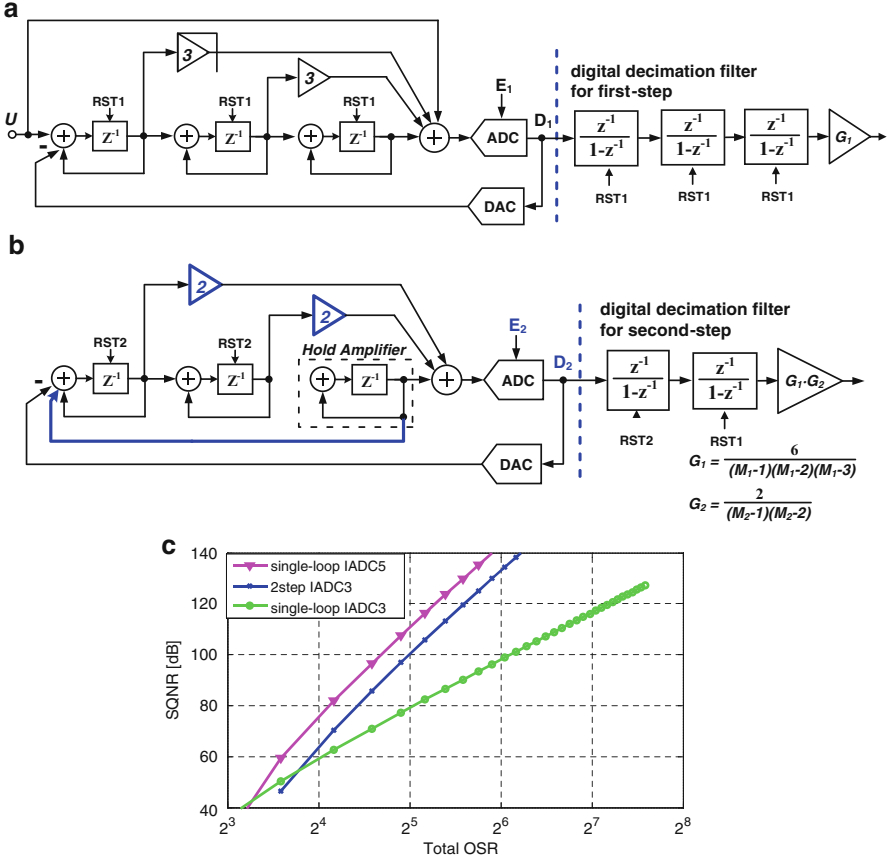 a
3
3
U
RST1
RST1
RST1
E1
D1
digital decimation filter
for first-step
-
+
Z-1
+
Z-1
+
Z-1
+
ADC
z-1
1-z-1
z-1
1-z-1
z-1
1-z-1
G1
RST1
RST1
RST1
DAC
b
2
2
RST2
RST2
Hold Amplifier
E2
D2
digital decimation filter
for second-step
-
+
Z-1
+
Z-1
+
Z-1
+
ADC
z-1
1-z-1
z-1
1-z-1
G1·G2
RST2
RST1
DAC
G1 = 6
(M1-1)(M1-2)(M1-3)
G2 = 2
(M2-1)(M2-2)
c
140
120
100
80
60
40
SQNR [dB]
single-loop IADC5
2step IADC3
single-loop IADC3
2^3
2^4
2^5
2^6
2^7
2^8
Total OSR